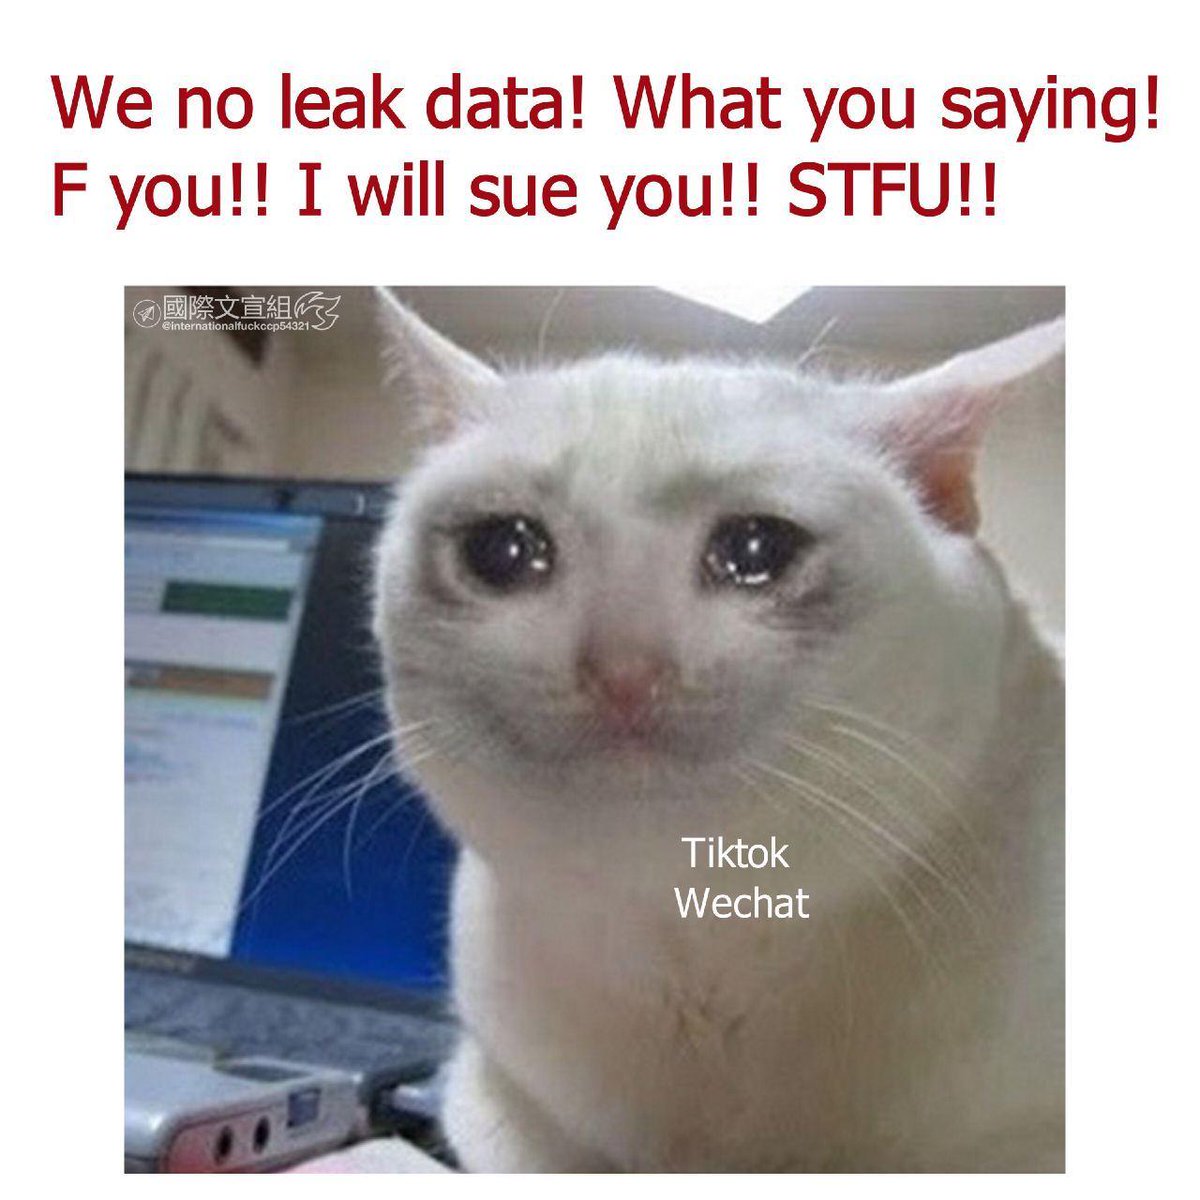 We no leak data! What you saying!
F you!! I will sue you!! STFU!!
國際文宣組
@internationalfuckccp54321
Tiktok
Wechat